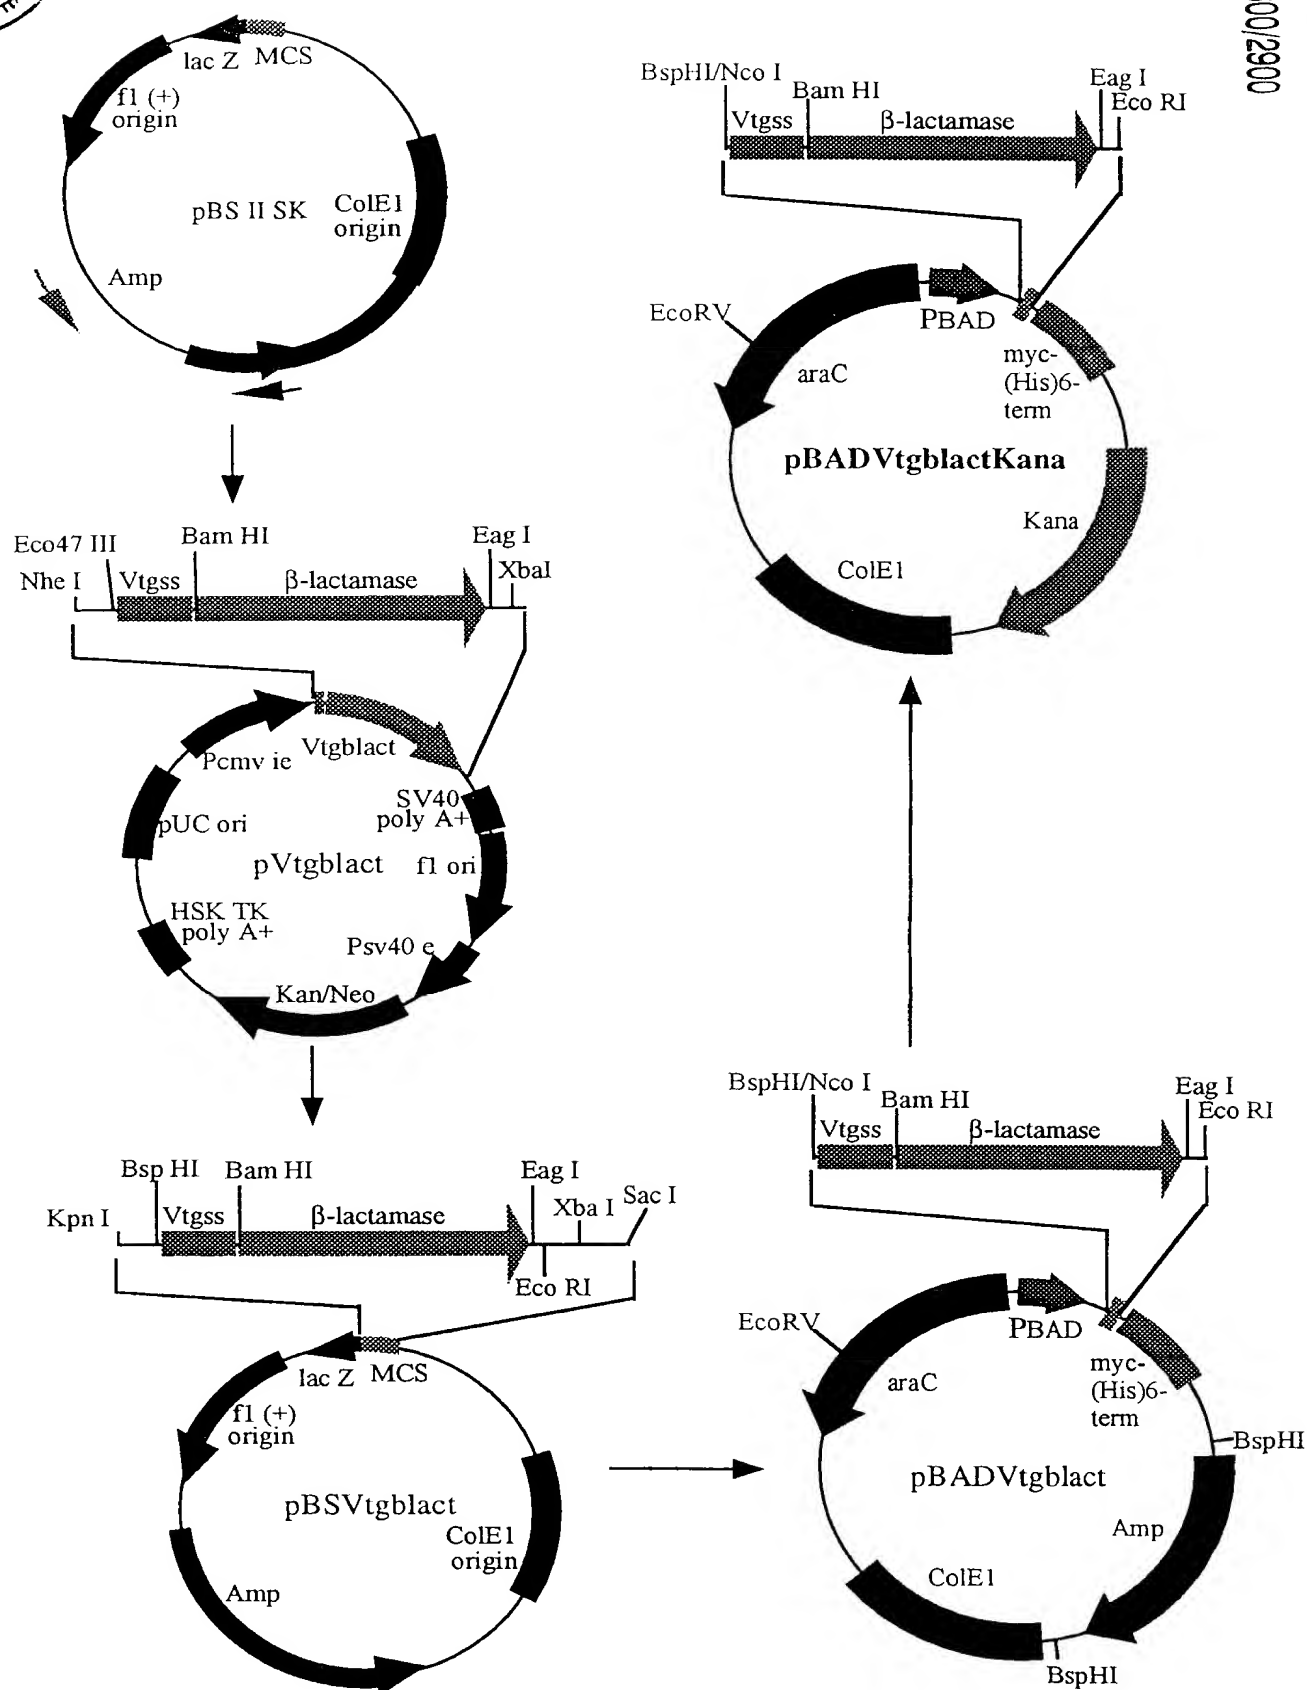 00/2900
lac Z MCS
f1 (+)
origin
pBS II SK
ColE1
origin
Amp
Eco47 III
Nhe I
Vtgss
Bam HI
β-lactamase
Eag I
XbaI
Pcmv ie
Vtgblact
SV40
poly A+
pUC ori
pVtgblact
f1 ori
HSK TK
poly A+
Psv40 e
Kan/Neo
Kpn I
Bsp HI
Vtgss
Bam HI
β-lactamase
Eag I
Xba I
Sac I
Eco RI
lac Z MCS
f1 (+)
origin
pBSVtgblact
ColE1
origin
Amp
BspHI/Nco I
Vtgss
Bam HI
β-lactamase
Eag I
Eco RI
EcoRV
PBAD
araC
myc-
(His)6-
term
pBADVtgblactKana
Kana
ColE1
BspHI/Nco I
Vtgss
Bam HI
β-lactamase
Eag I
Eco RI
EcoRV
PBAD
araC
myc-
(His)6-
term
BspHI
pBADVtgblact
Amp
ColE1
BspHI